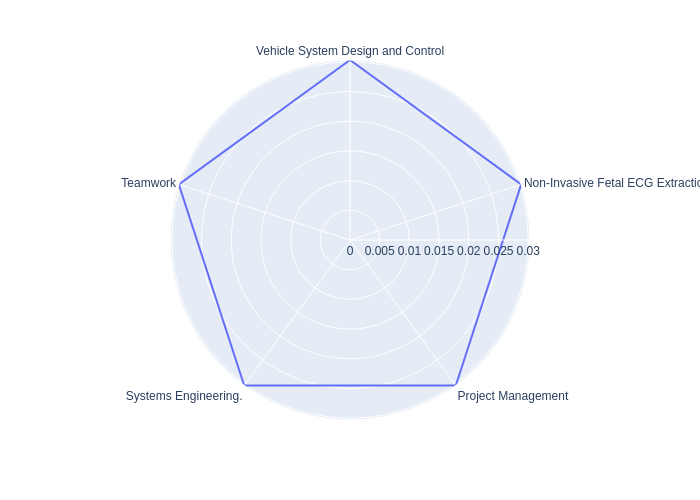 Vehicle System Design and Control
Teamwork
Non-Invasive Fetal ECG Extractio
0 0.005 0.01 0.015 0.02 0.025 0.03
Systems Engineering.
Project Management